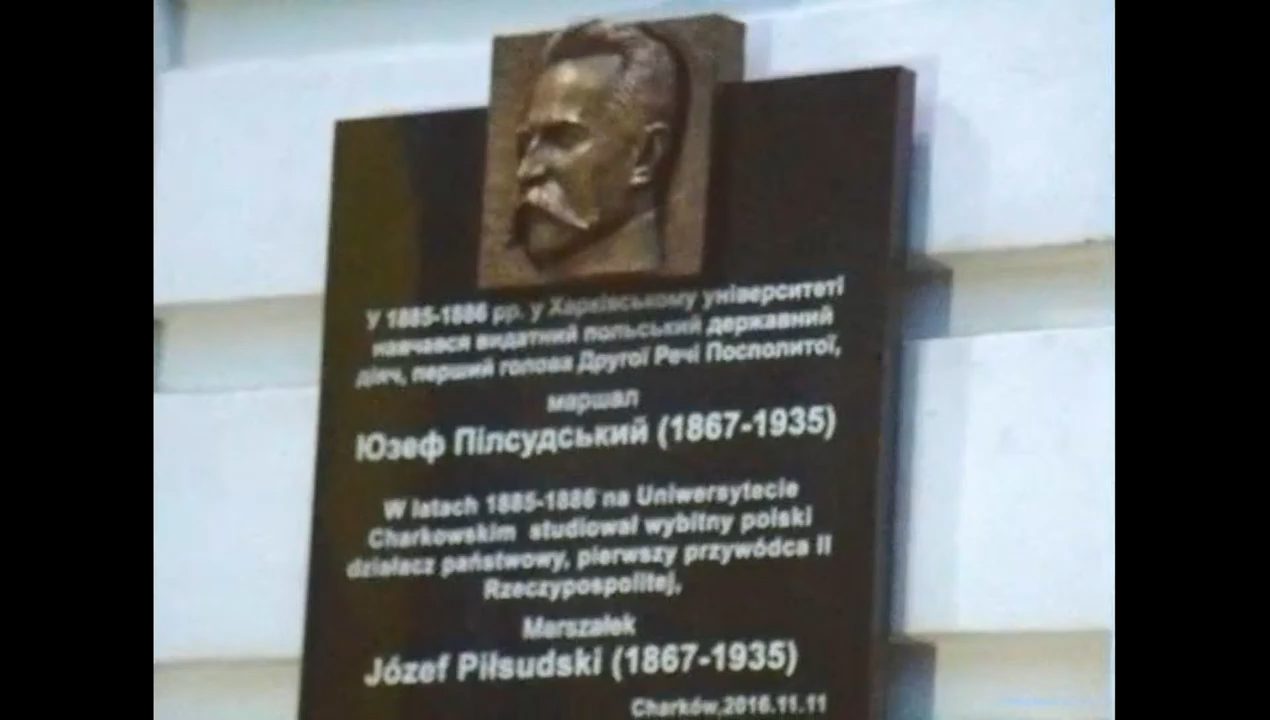 У 1885-1886 рр. у Харківському університеті
навчався видатний польський державний
діяч, перший голова Другої Речі Посполитої,
маршал
Юзеф Пілсудський (1867-1935)
W latach 1885-1886 na Uniwersytecie
Charkowskim studiował wybitny polski
działacz państwowy, pierwszy przywódca II
Rzeczypospolitej,
Marszałek
Józef Piłsudski (1867-1935)
Charków,2016.11.11